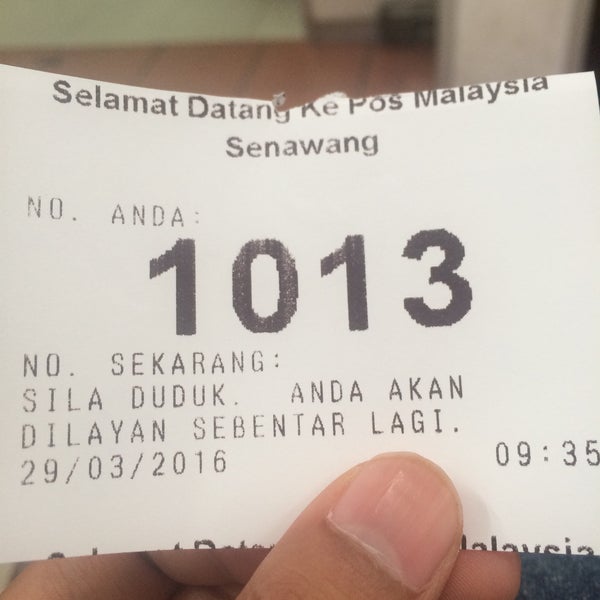 Selamat Datang Ke Pos Malaysia
Senawang
NO. ANDA:
1013
NO. SEKARANG:
SILA DUDUK. ANDA AKAN
DILAYAN SEBENTAR LAGI.
29/03/2016 09:35